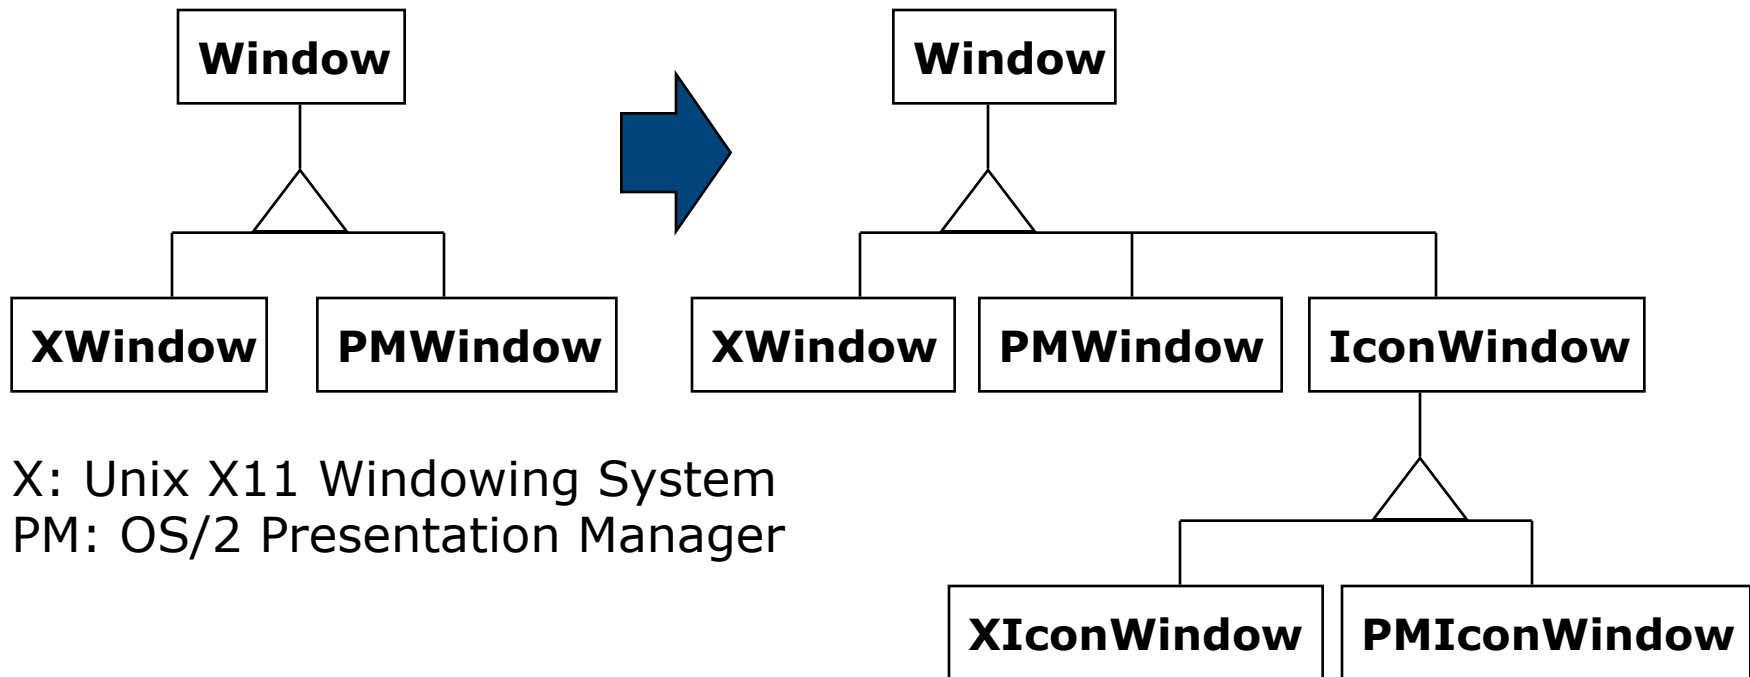 Window
Window
XWindow
PMWindow
XWindow
PMWindow
IconWindow
X: Unix X11 Windowing System
PM: OS/2 Presentation Manager
XIconWindow
PMIconWindow